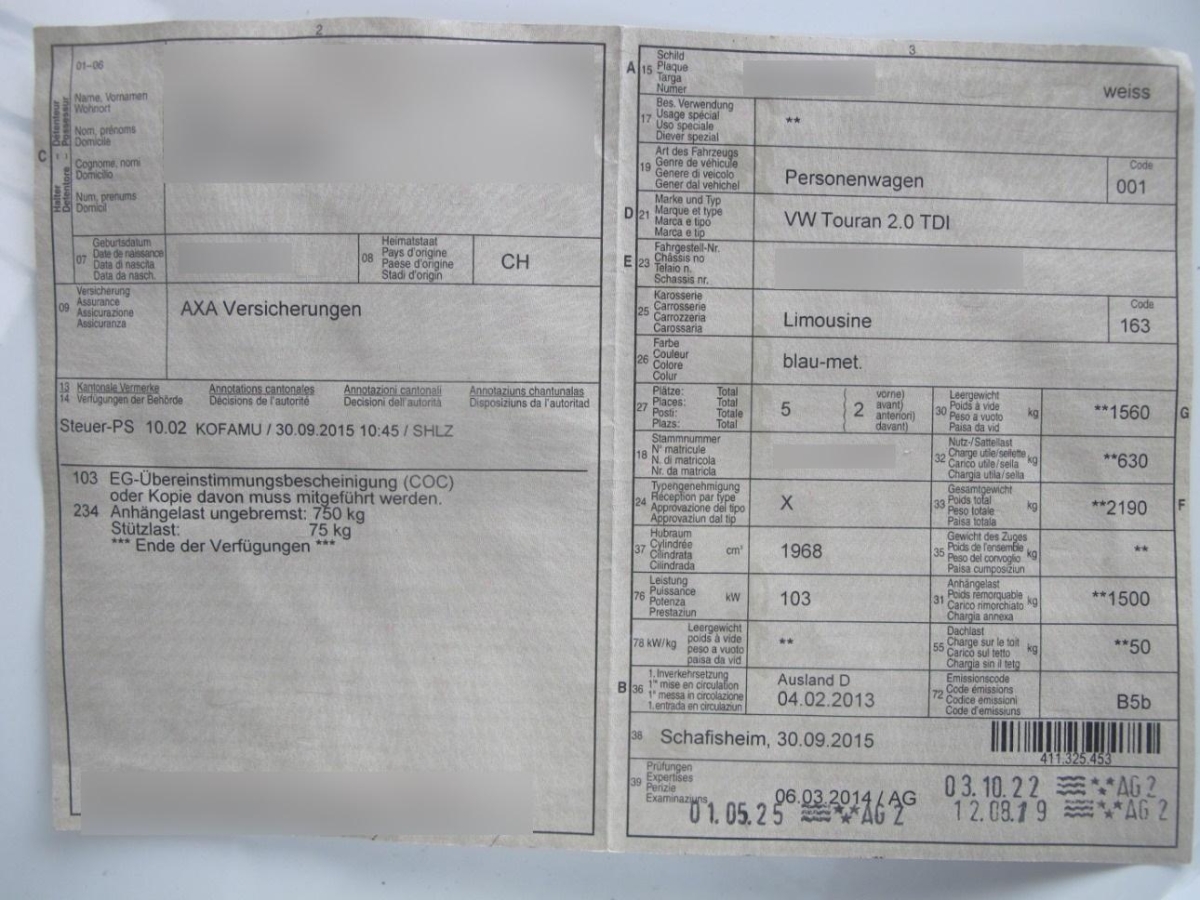 2
01–06
Name, Vornamen
Wohnort
Nom, prénoms
Domicile
Cognome, nomi
Domicilio
Num, prenums
Domicil
C
Halter Détenteur
Detentore Possessur
07
Geburtsdatum
Date de naissance
Data di nascita
Data da nasch.
08
Heimatstaat
Pays d'origine
Paese d'origine
Stadi d'origin
CH
09
Versicherung
Assurance
Assicurazione
Assicuranza
AXA Versicherungen
13 Kantonale Vermerke Annotations cantonales Annotazioni cantonali Annotaziuns chantunalas
14 Verfügungen der Behörde Décisions de l'autorité Decisioni dell'autorità Disposiziuns da l'autoritad
Steuer-PS 10.02 KOFAMU / 30.09.2015 10:45 / SHLZ
103 EG-Übereinstimmungsbescheinigung (COC)
oder Kopie davon muss mitgeführt werden.
234 Anhängelast ungebremst: 750 kg
Stützlast: 75 kg
*** Ende der Verfügungen ***
3
A 15
Schild
Plaque
Targa
Numer
weiss
17
Bes. Verwendung
Usage spécial
Uso speciale
Diever spezial
**
19
Art des Fahrzeugs
Genre de véhicule
Genere di veicolo
Gener dal vehichel
Personenwagen
Code
001
D 21
Marke und Typ
Marque et type
Marca e tipo
Marca e tip
VW Touran 2.0 TDI
E 23
Fahrgestell-Nr.
Châssis no
Telaio n.
Schassis nr.
25
Karosserie
Carrosserie
Carrozzeria
Carossaria
Limousine
Code
163
26
Farbe
Couleur
Colore
Colur
blau-met.
27
Plätze: Total
Places: Total
Posti: Totale
Plazs: Total
5
2
vorne)
avant)
anteriori)
davant)
30
Leergewicht
Poids à vide
Peso a vuoto
Paisa da vid
kg
**1560
G
18
Stammnummer
N° matricule
N. di matricola
Nr. da matricla
32
Nutz-/Sattellast
Charge utile/sellette
Carico utile/sella
Chargia utila/sella
kg
**630
24
Typengenehmigung
Réception par type
Approvazione del tipo
Approvaziun dal tip
X
33
Gesamtgewicht
Poids total
Peso totale
Paisa totala
kg
**2190
F
37
Hubraum
Cylindrée
Cilindrata
Cilindrada
cm³
1968
35
Gewicht des Zuges
Poids de l'ensemble
Peso del convoglio
Paisa cumposiziun
kg
**
76
Leistung
Puissance
Potenza
Prestaziun
kW
103
31
Anhängelast
Poids remorquable
Carico rimorchiato
Chargia annexa
kg
**1500
78 kW/kg
Leergewicht
poids à vide
peso a vuoto
paisa da vid
**
55
Dachlast
Charge sur le toit
Carico sul tetto
Chargia sin il tetg
kg
**50
B 36
1. Inverkehrsetzung
1re mise en circulation
1a messa in circolazione
1. entrada en circulaziun
Ausland D
04.02.2013
72
Emissionscode
Code émissions
Codice emissioni
Code d'emissiuns
B5b
38 Schafisheim, 30.09.2015
411.325.453
39
Prüfungen
Expertises
Perizie
Examinaziuns
06.03.2014 / AG
03.10.22 AG 2
01.05.25 AG 2
12.08.19 AG 2